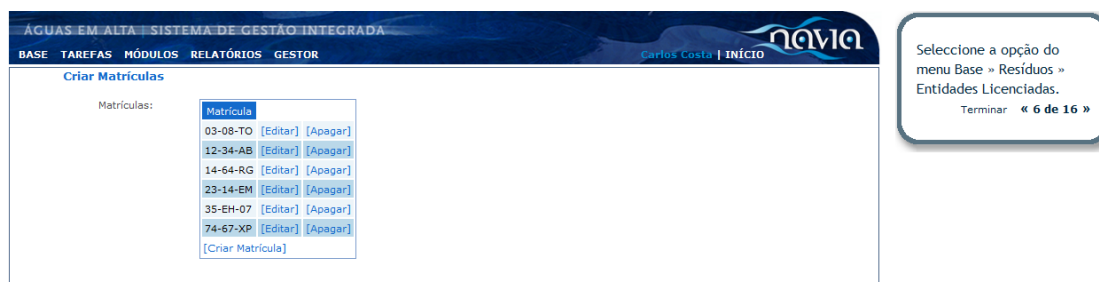 ÁGUAS EM ALTA | SISTEMA DE GESTÃO INTEGRADA
navia
BASE TAREFAS MÓDULOS RELATÓRIOS GESTOR
Carlos Costa | INÍCIO
Criar Matrículas
Matrículas:
Matrícula
03-08-TO [Editar] [Apagar]
12-34-AB [Editar] [Apagar]
14-64-RG [Editar] [Apagar]
23-14-EM [Editar] [Apagar]
35-EH-07 [Editar] [Apagar]
74-67-XP [Editar] [Apagar]
[Criar Matrícula]
Seleccione a opção do
menu Base » Resíduos »
Entidades Licenciadas.
Terminar « 6 de 16 »